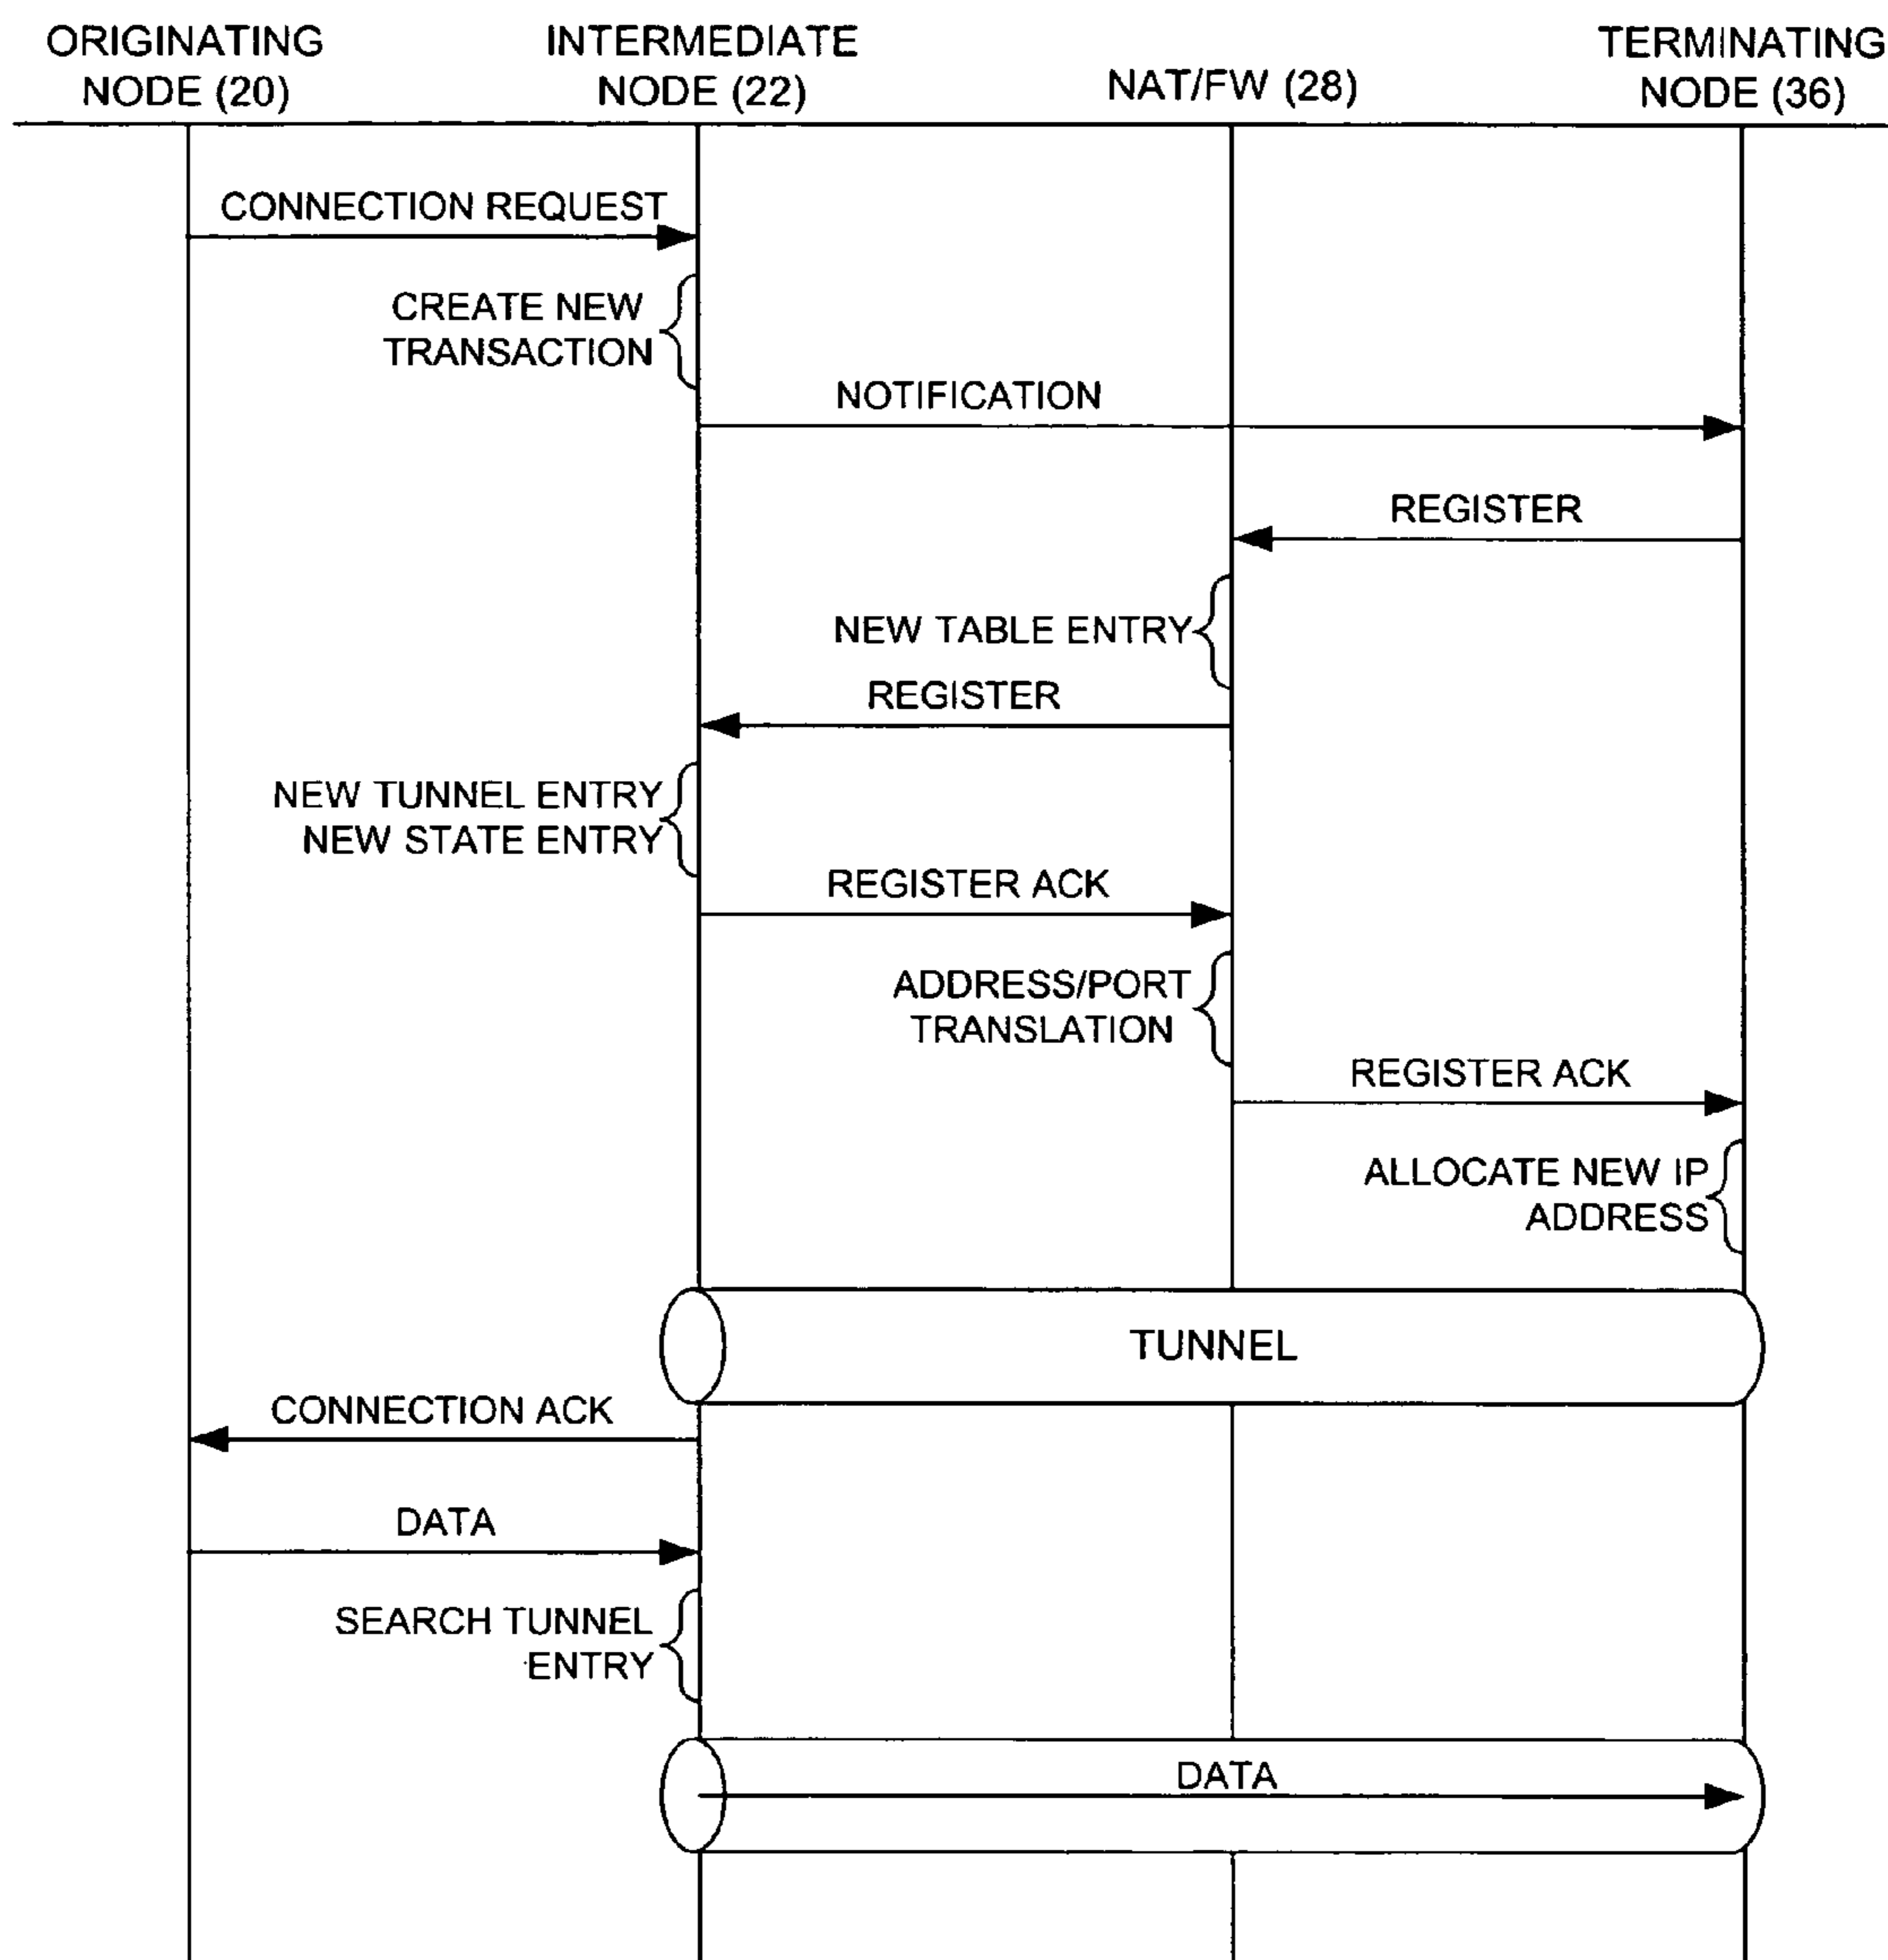 ORIGINATING
NODE (20)
INTERMEDIATE
NODE (22)
NAT/FW (28)
TERMINATING
NODE (36)
CONNECTION REQUEST
CREATE NEW
TRANSACTION
NOTIFICATION
REGISTER
NEW TABLE ENTRY
REGISTER
NEW TUNNEL ENTRY
NEW STATE ENTRY
REGISTER ACK
ADDRESS/PORT
TRANSLATION
REGISTER ACK
ALLOCATE NEW IP
ADDRESS
TUNNEL
CONNECTION ACK
DATA
SEARCH TUNNEL
ENTRY
DATA